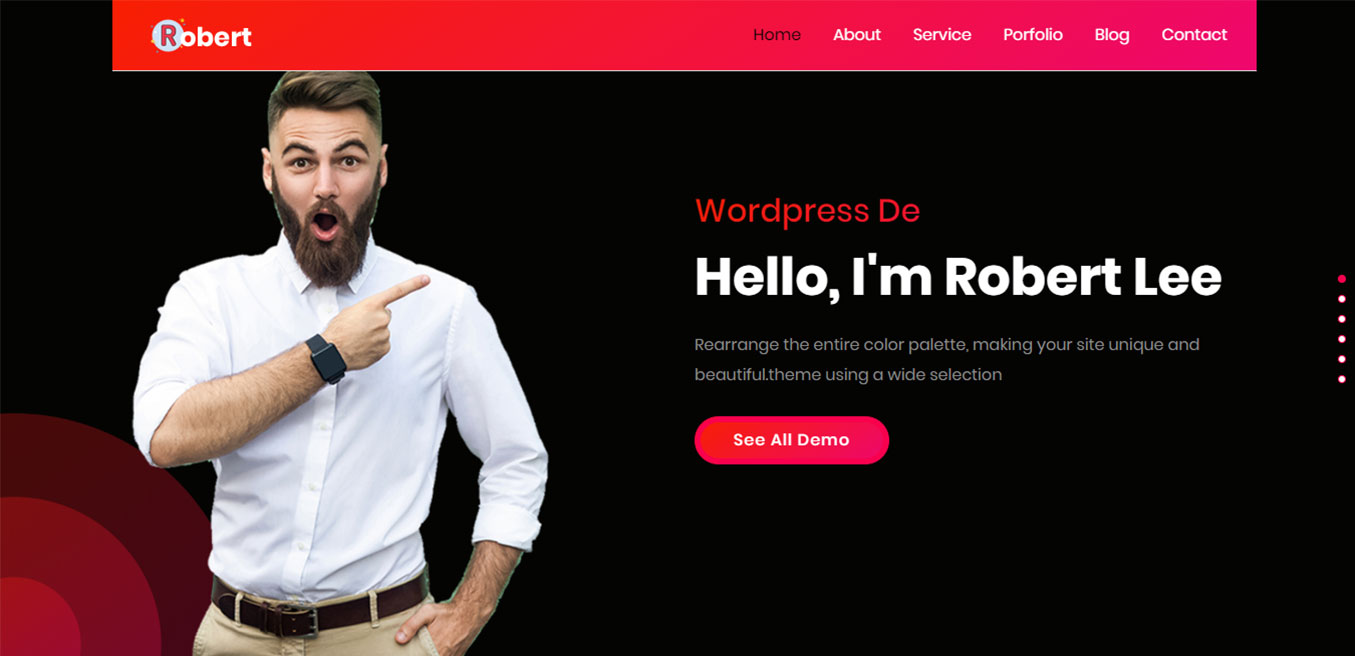 Robert
Home About Service Porfolio Blog Contact
Wordpress De
Hello, I'm Robert Lee
Rearrange the entire color palette, making your site unique and
beautiful.theme using a wide selection
See All Demo